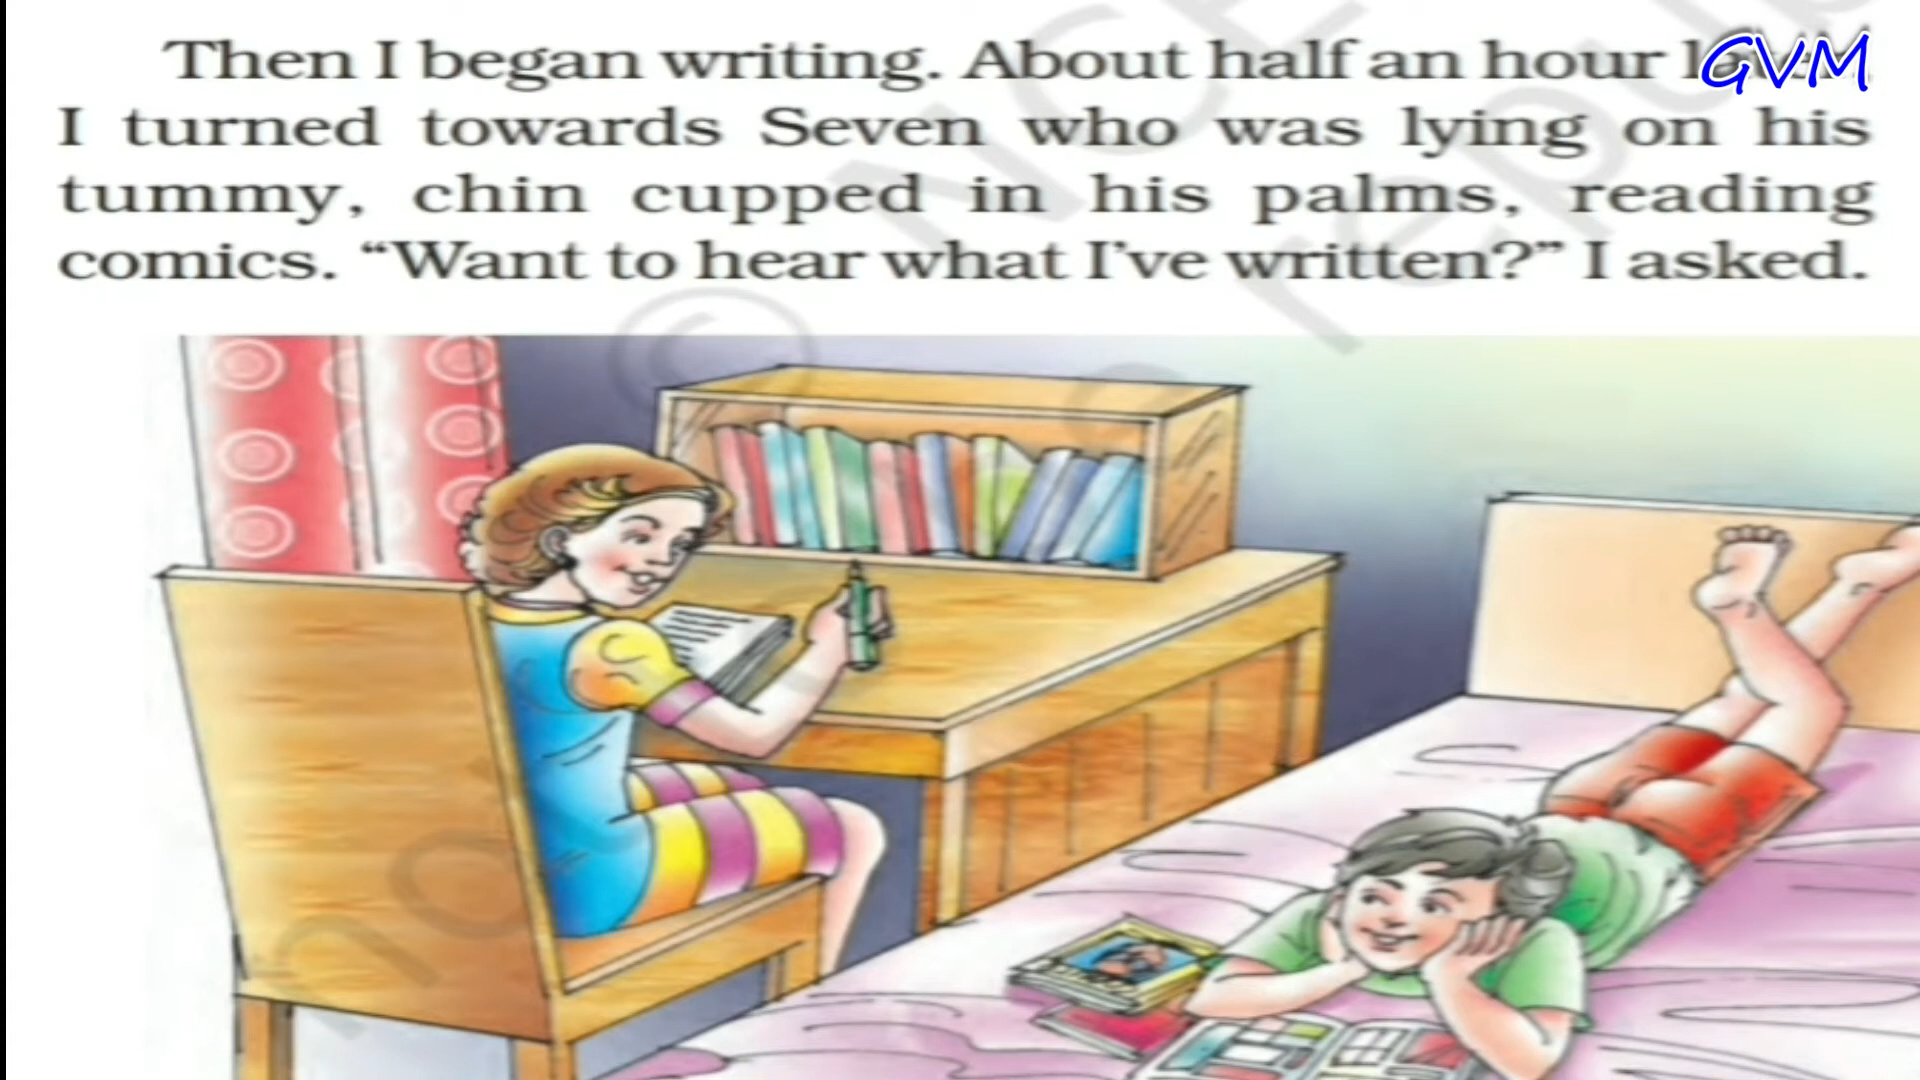 Then I began writing. About half an hour
GVM
I turned towards Seven who was lying on his
tummy, chin cupped in his palms, reading
comics. “Want to hear what I’ve written?” I asked.